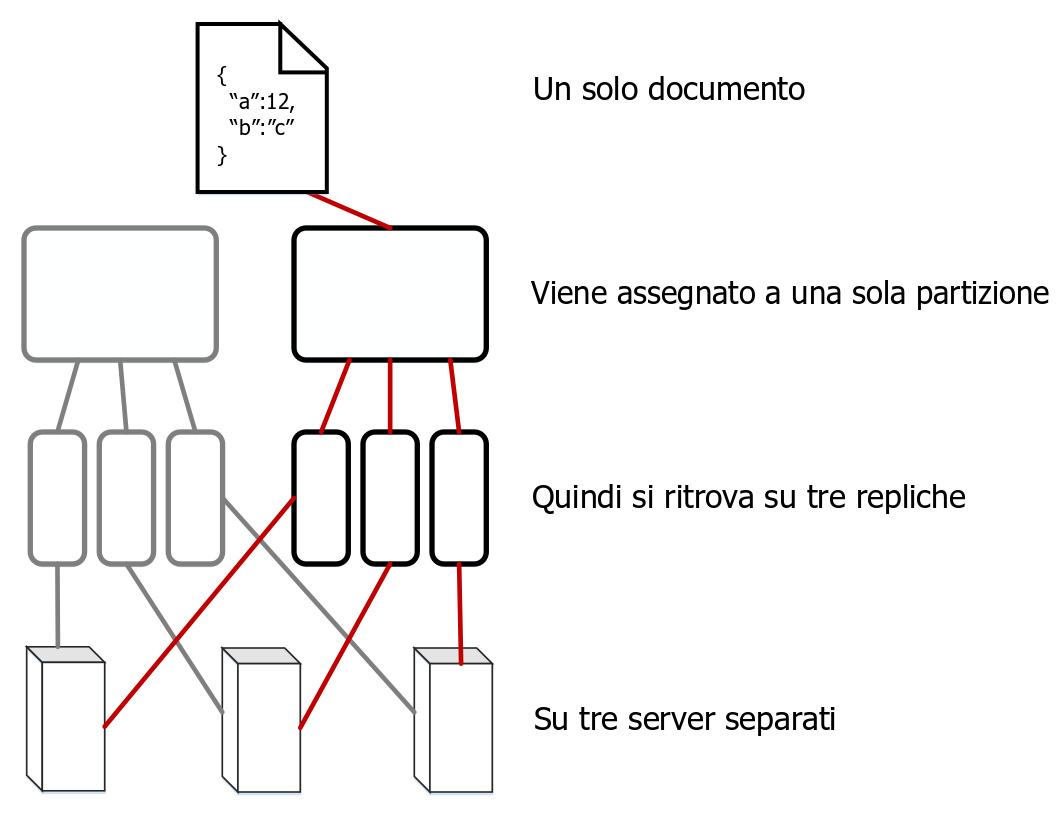 {
“a”:12,
“b”:”c”
}
Un solo documento
Viene assegnato a una sola partizione
Quindi si ritrova su tre repliche
Su tre server separati